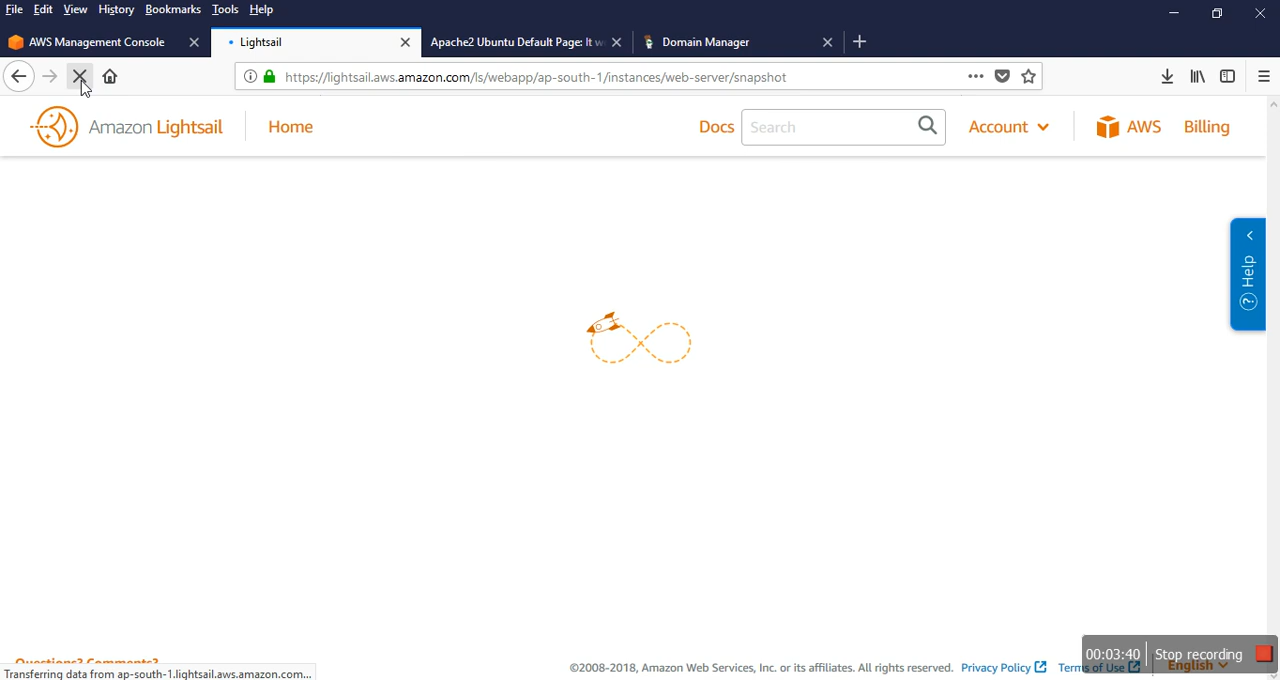 File Edit View History Bookmarks Tools Help
AWS Management Console
Lightsail
Apache2 Ubuntu Default Page: It
Domain Manager
https://lightsail.aws.amazon.com/ls/webapp/ap-south-1/instances/web-server/snapshot
Amazon Lightsail
Home
Docs
Search
Account
AWS
Billing
Help
Questions? Comments?
©2008-2018, Amazon Web Services, Inc. or its affiliates. All rights reserved. Privacy Policy Terms of Use English
00:03:40 Stop recording
Transferring data from ap-south-1.lightsail.aws.amazon.com...